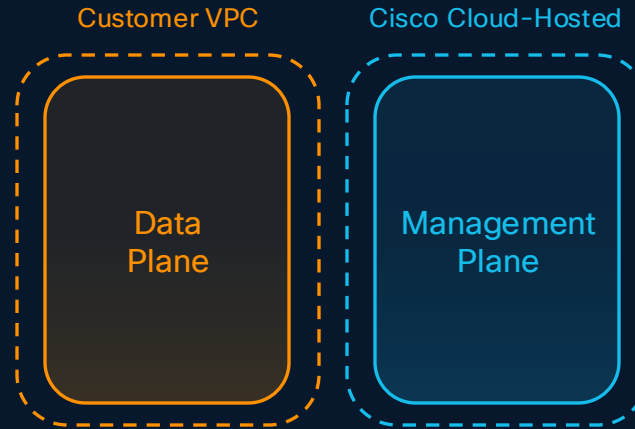 Customer VPC
Cisco Cloud-Hosted
Data
Plane
Management
Plane